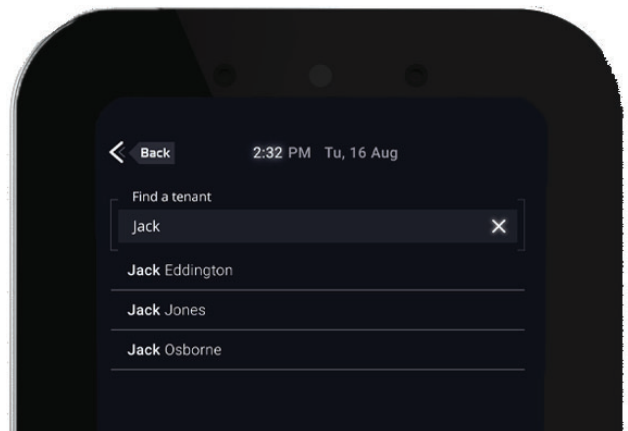 Back
2:32 PM Tu, 16 Aug
Find a tenant
Jack
Jack Eddington
Jack Jones
Jack Osborne